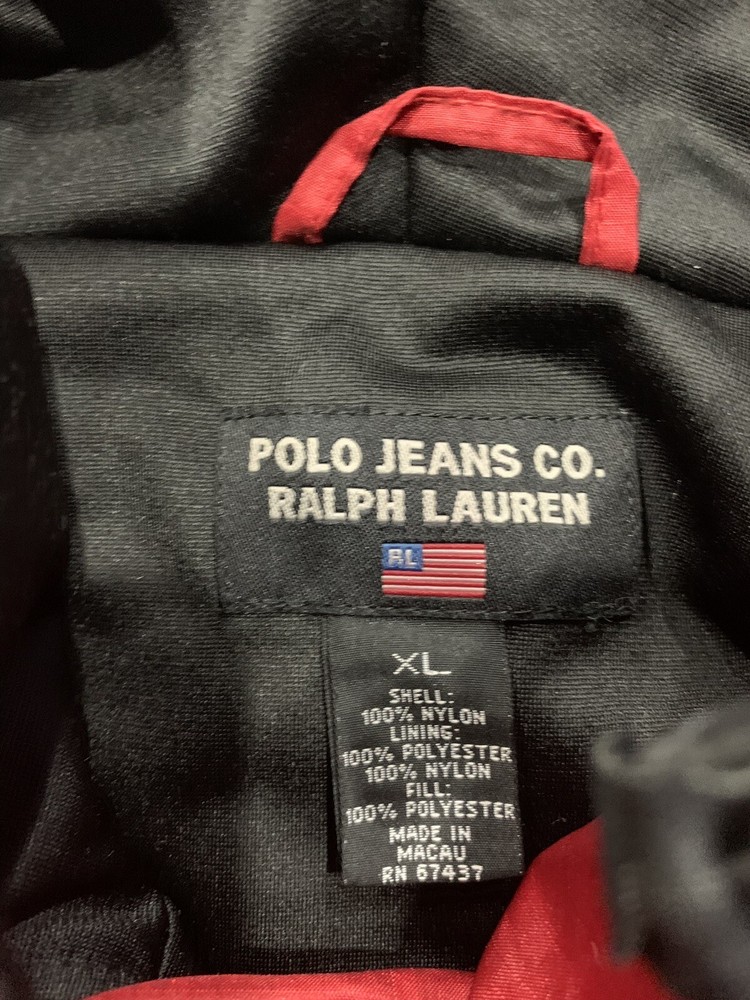 POLO JEANS CO.
RALPH LAUREN
RL
XL
SHELL:
100% NYLON
LINING:
100% POLYESTER
100% NYLON
FILL:
100% POLYESTER
MADE IN
MACAU
RN 67437